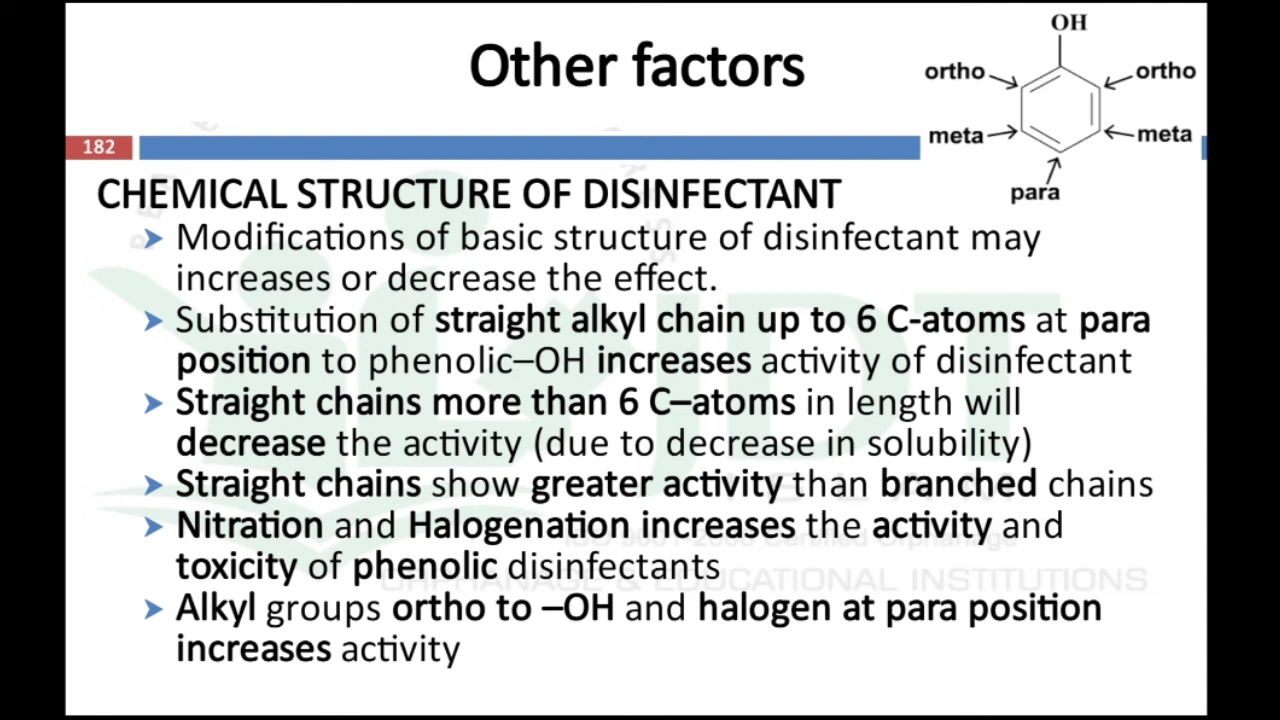 Other factors
OH
ortho
ortho
meta
meta
para
182
CHEMICAL STRUCTURE OF DISINFECTANT
➤ Modifications of basic structure of disinfectant may
increases or decrease the effect.
➤ Substitution of straight alkyl chain up to 6 C-atoms at para
position to phenolic–OH increases activity of disinfectant
➤ Straight chains more than 6 C–atoms in length will
decrease the activity (due to decrease in solubility)
➤ Straight chains show greater activity than branched chains
➤ Nitration and Halogenation increases the activity and
toxicity of phenolic disinfectants
➤ Alkyl groups ortho to –OH and halogen at para position
increases activity
JDT
ORPHANAGE & EDUCATIONAL INSTITUTIONS